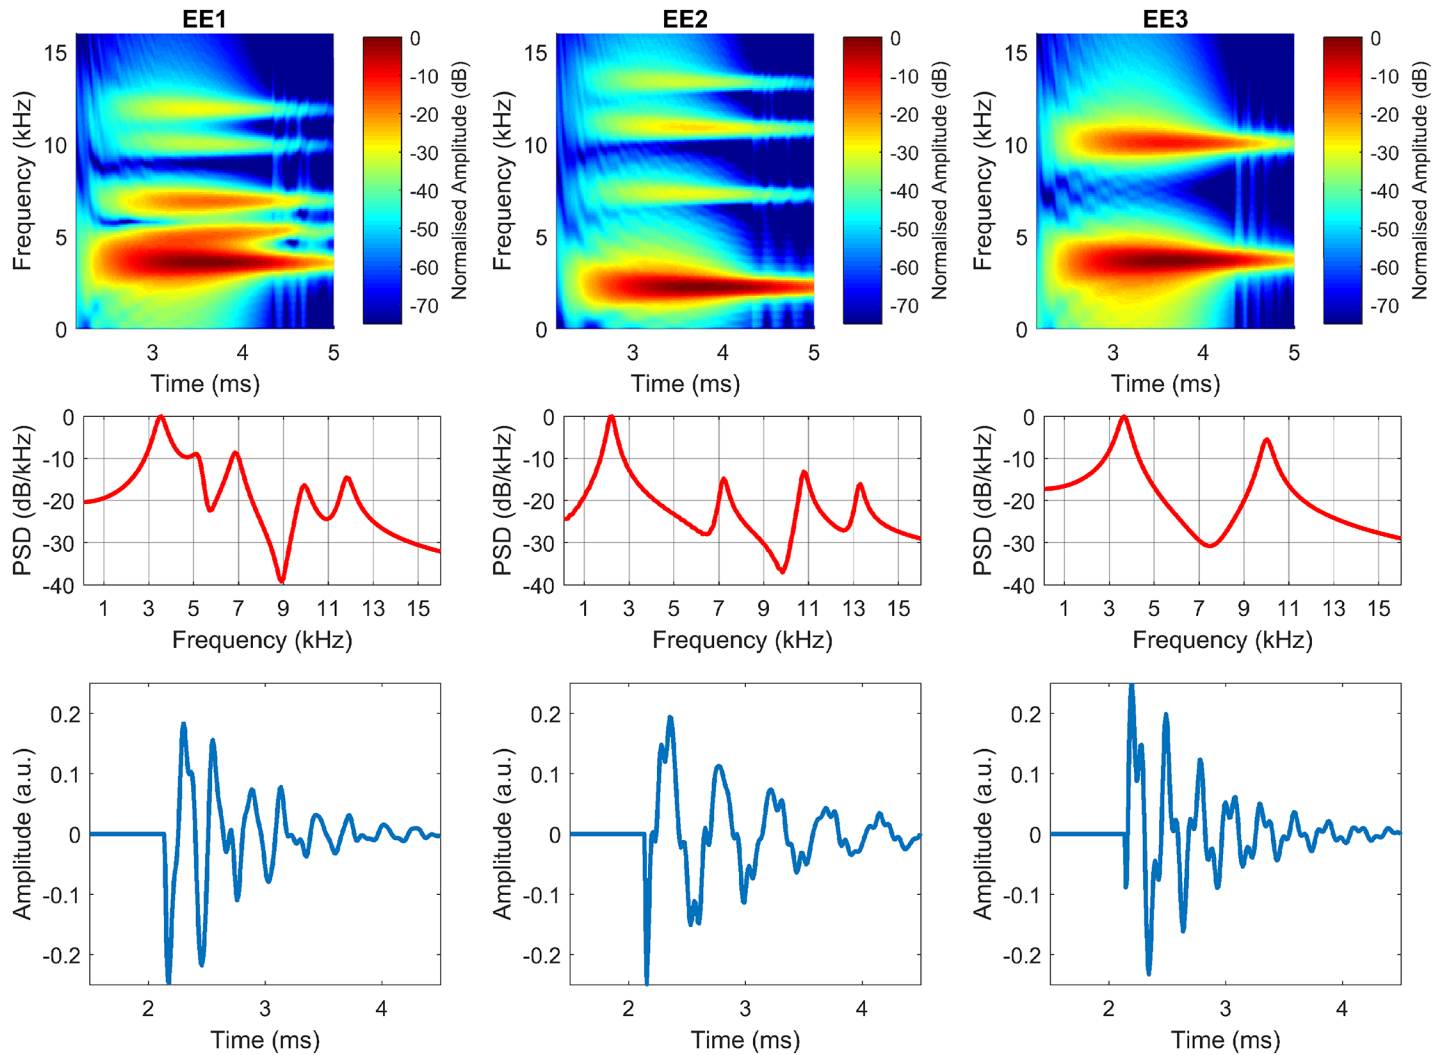 EE1
EE2
EE3
15
10
5
0
Frequency (kHz)
3
4
5
Time (ms)
0
-10
-20
-30
-40
-50
-60
-70
Normalised Amplitude (dB)
15
10
5
0
Frequency (kHz)
3
4
5
Time (ms)
0
-10
-20
-30
-40
-50
-60
-70
Normalised Amplitude (dB)
15
10
5
0
Frequency (kHz)
3
4
5
Time (ms)
0
-10
-20
-30
-40
-50
-60
-70
Normalised Amplitude (dB)
0
-10
-20
-30
-40
PSD (dB/kHz)
1 3 5 7 9 11 13 15
Frequency (kHz)
0
-10
-20
-30
-40
PSD (dB/kHz)
1 3 5 7 9 11 13 15
Frequency (kHz)
0
-10
-20
-30
-40
PSD (dB/kHz)
1 3 5 7 9 11 13 15
Frequency (kHz)
0.2
0.1
0
-0.1
-0.2
Amplitude (a.u.)
2 3 4
Time (ms)
0.2
0.1
0
-0.1
-0.2
Amplitude (a.u.)
2 3 4
Time (ms)
0.2
0.1
0
-0.1
-0.2
Amplitude (a.u.)
2 3 4
Time (ms)